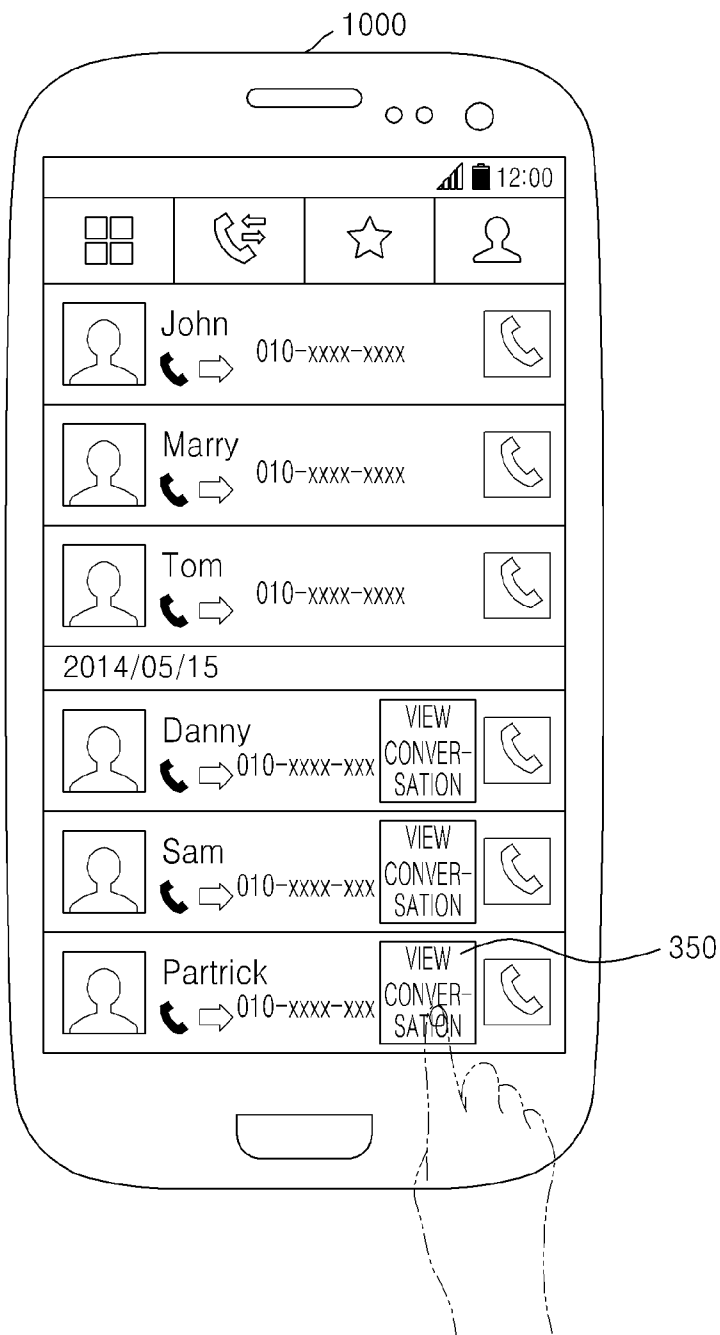 1000
12:00
John
010-xxxx-xxxx
Marry
010-xxxx-xxxx
Tom
010-xxxx-xxxx
2014/05/15
Danny
010-xxxx-xxx
VIEW
CONVER-
SATION
Sam
010-xxxx-xxx
VIEW
CONVER-
SATION
Partrick
010-xxxx-xxx
VIEW
CONVER-
SATION
350